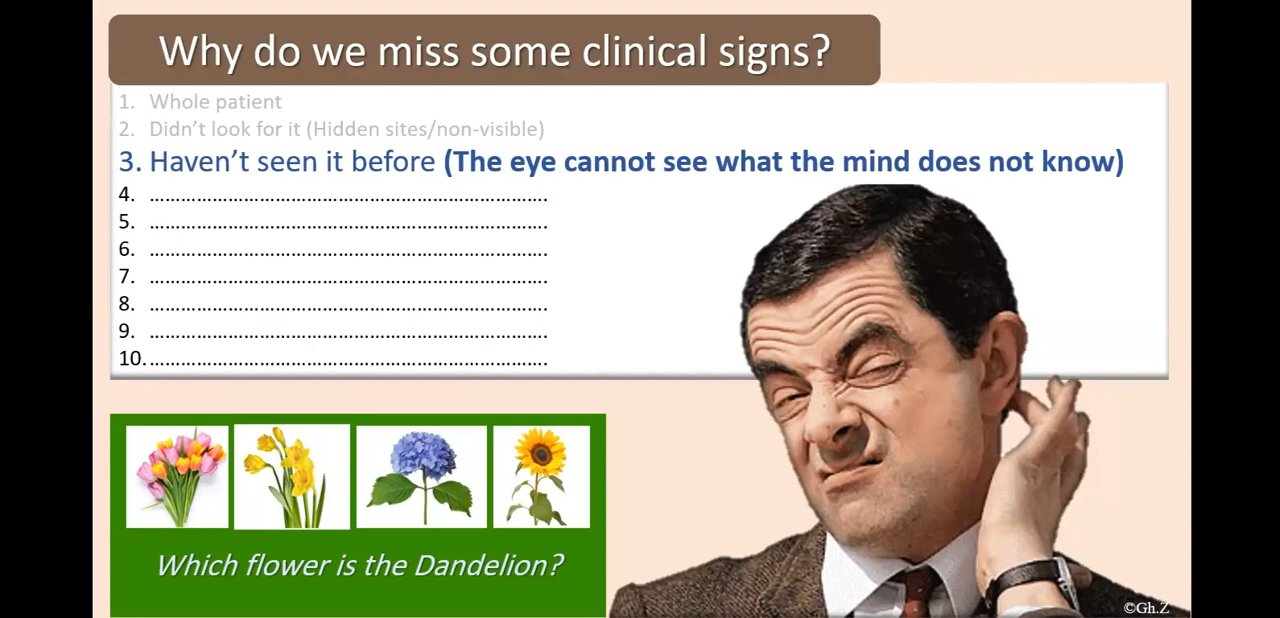 Why do we miss some clinical signs?
1. Whole patient
2. Didn't look for it (Hidden sites/non-visible)
3. Haven't seen it before (The eye cannot see what the mind does not know)
4. ……………………………………………………………….
5. ……………………………………………………………….
6. ……………………………………………………………….
7. ……………………………………………………………….
8. ……………………………………………………………….
9. ……………………………………………………………….
10. ……………………………………………………………….
Which flower is the Dandelion?
©Gh.Z